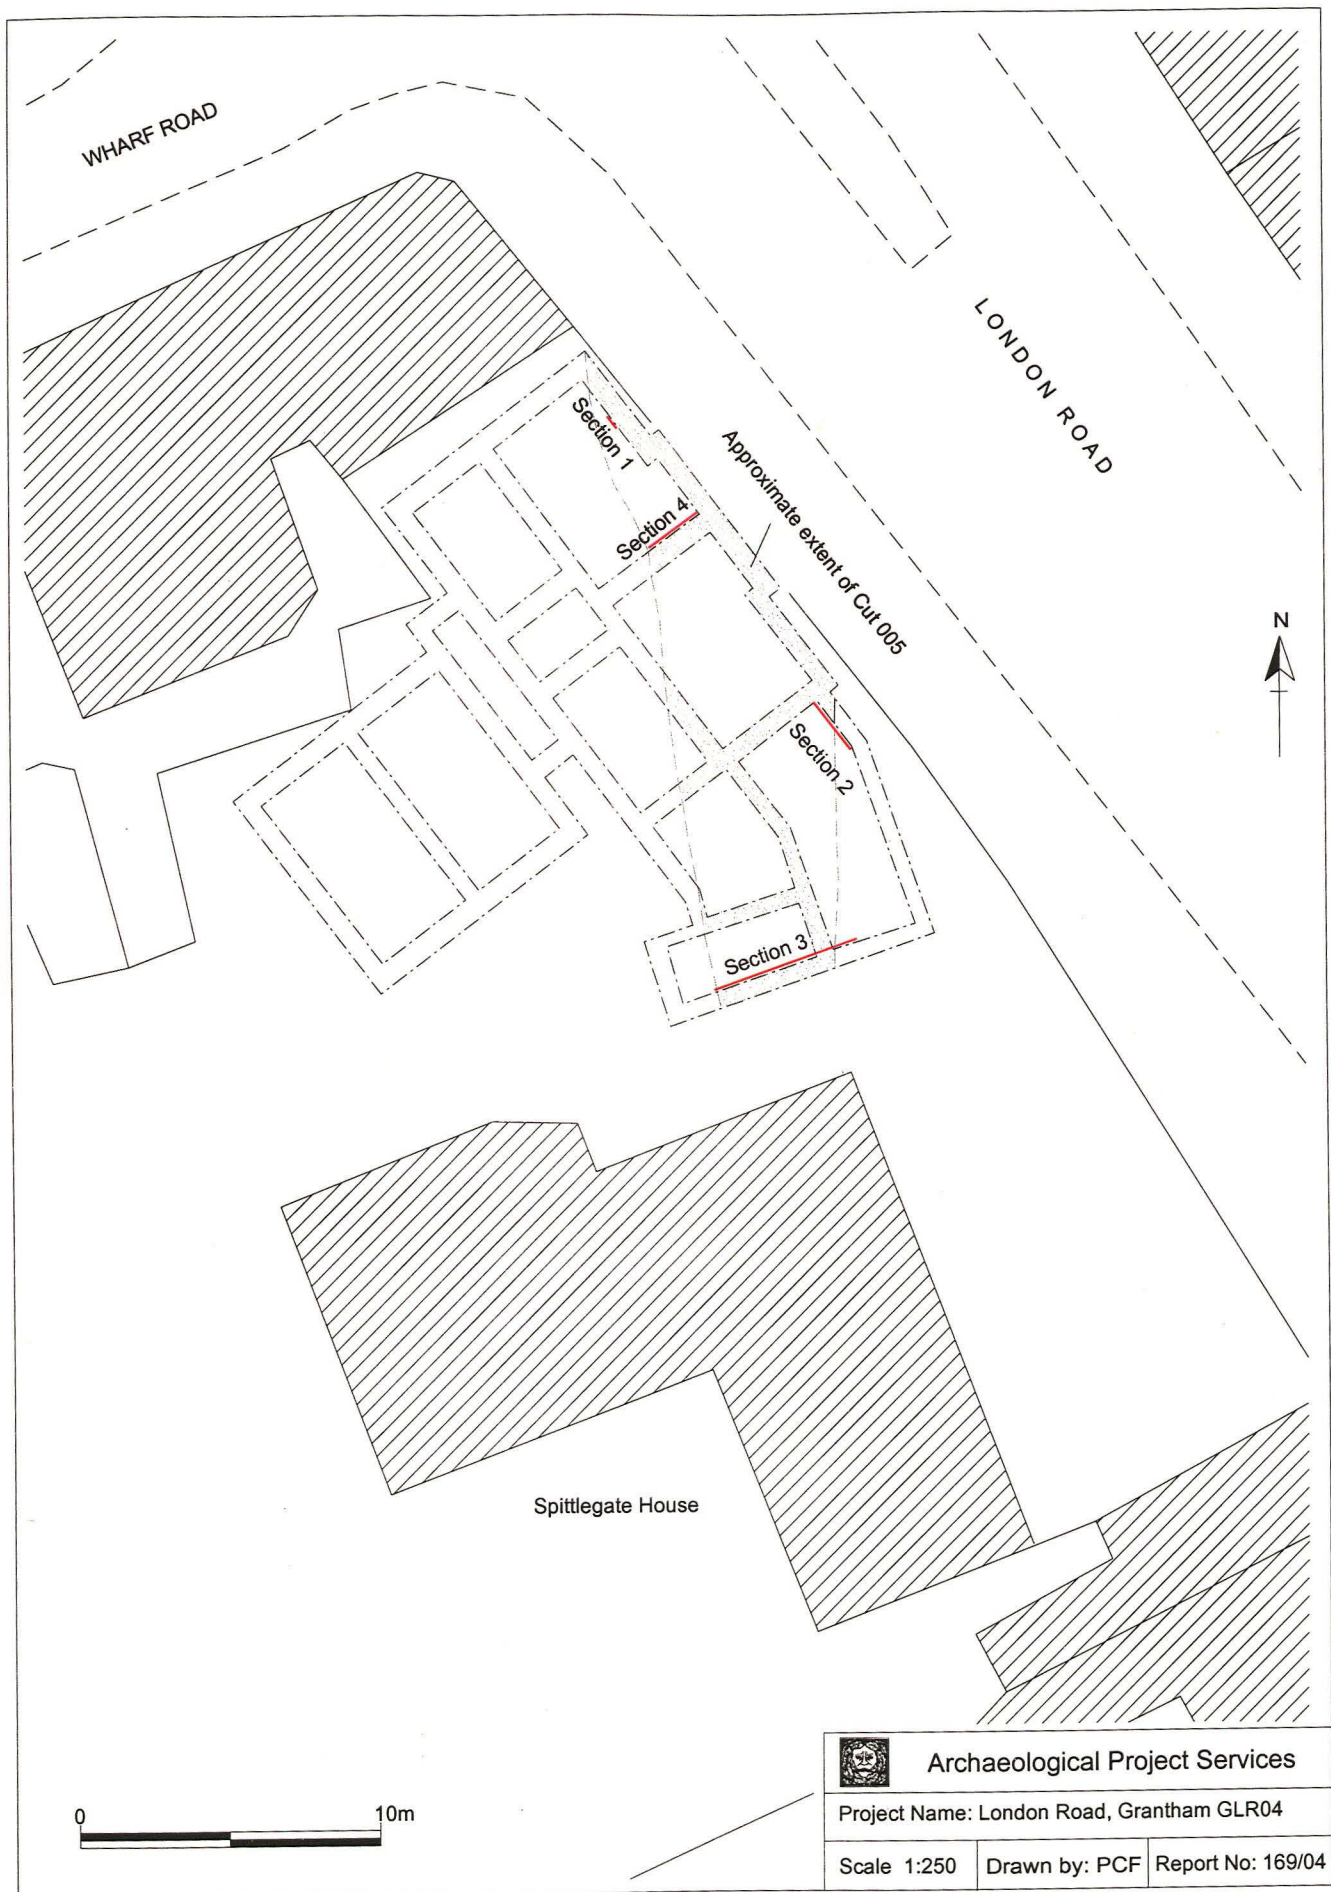 WHARF ROAD
LONDON ROAD
Section 1
Approximate extent of Cut 005
Section 4
N
Section 2
Section 3
Spittlegate House
0 10m
Archaeological Project Services
Project Name: London Road, Grantham GLR04
Scale 1:250
Drawn by: PCF
Report No: 169/04